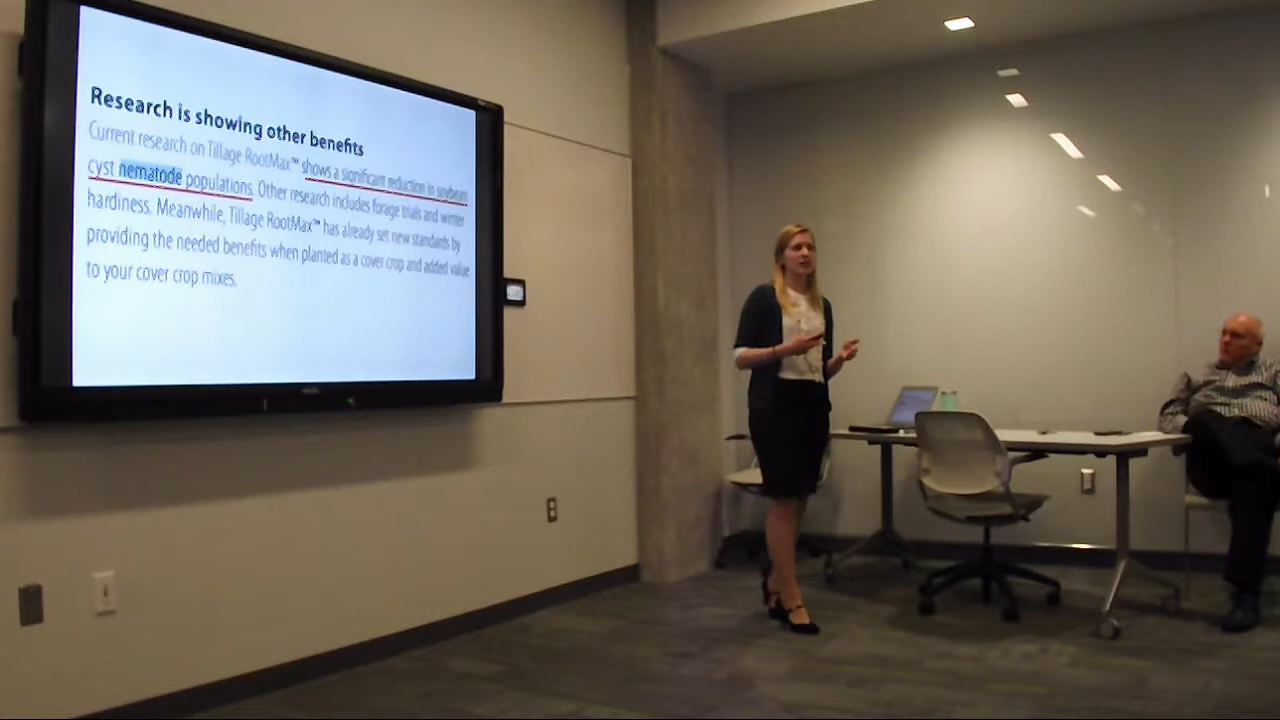 Research is showing other benefits
Current research on Tillage RootMax™ shows a significant reduction in soybean
cyst nematode populations. Other research includes forage trials and winter
hardiness. Meanwhile, Tillage RootMax™ has already set new standards by
providing the needed benefits when planted as a cover crop and added value
to your cover crop mixes.